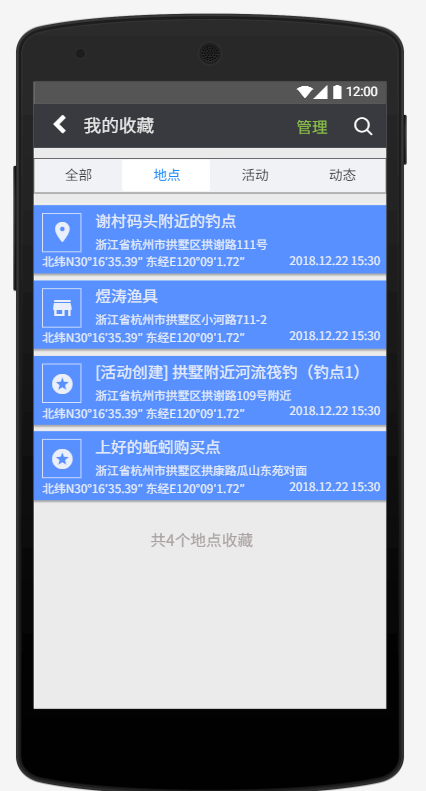 12:00
我的收藏 管理
全部 地点 活动 动态
谢村码头附近的钓点
浙江省杭州市拱墅区拱谢路111号
北纬N30°16'35.39" 东经E120°09'1.72" 2018.12.22 15:30
煜涛渔具
浙江省杭州市拱墅区小河路711-2
北纬N30°16'35.39" 东经E120°09'1.72" 2018.12.22 15:30
[活动创建] 拱墅附近河流筏钓（钓点1）
浙江省杭州市拱墅区拱谢路109号附近
北纬N30°16'35.39" 东经E120°09'1.72" 2018.12.22 15:30
上好的蚯蚓购买点
浙江省杭州市拱墅区拱康路瓜山东苑对面
北纬N30°16'35.39" 东经E120°09'1.72" 2018.12.22 15:30
共4个地点收藏